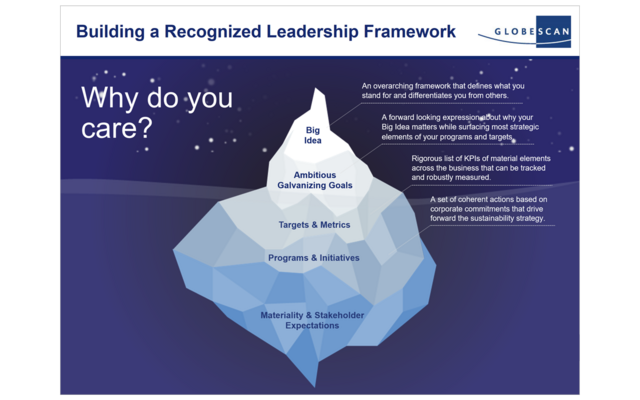 Building a Recognized Leadership Framework
GLOBESCAN
Why do you
care?
An overarching framework that defines what you
stand for and differentiates you from others.
Big
Idea
A forward looking expression about why your
Big Idea matters while surfacing most strategic
elements of your programs and targets.
Ambitious
Galvanizing Goals
Rigorous list of KPIs of material elements
across the business that can be tracked
and robustly measured.
Targets & Metrics
A set of coherent actions based on
corporate commitments that drive
forward the sustainability strategy.
Programs & Initiatives
Materiality & Stakeholder
Expectations